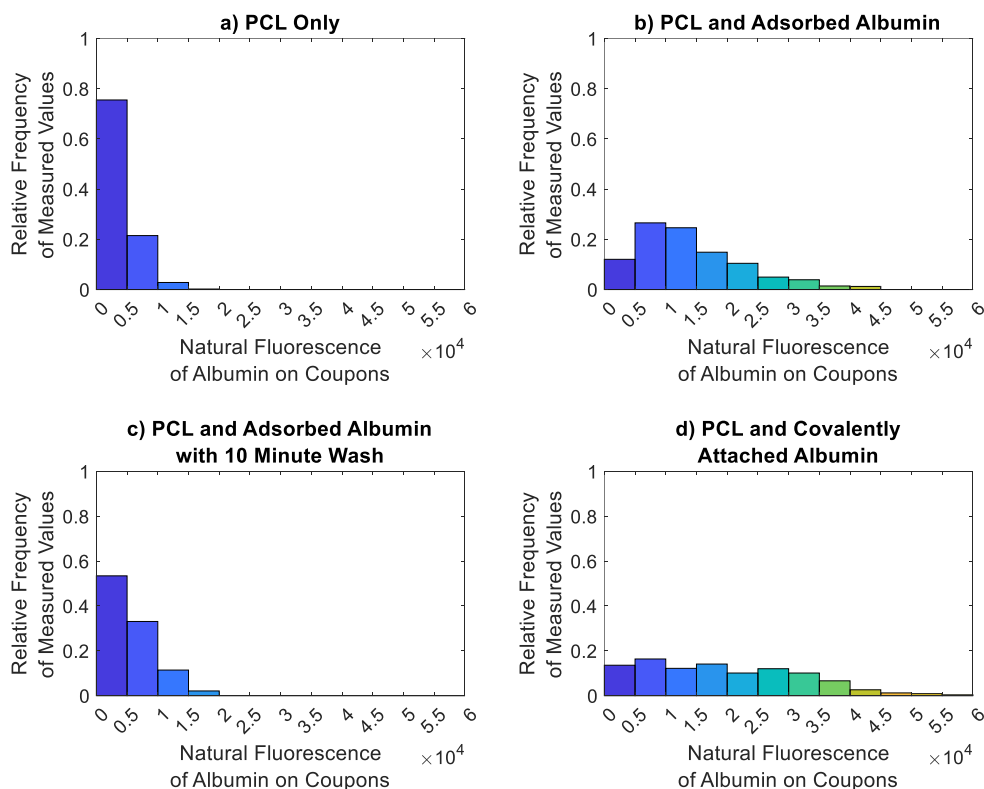 a) PCL Only
1
0.8
0.6
0.4
0.2
0
Relative Frequency
of Measured Values
0 0.5 1 1.5 2 2.5 3 3.5 4 4.5 5 5.5 6
×10⁴
Natural Fluorescence
of Albumin on Coupons
b) PCL and Adsorbed Albumin
1
0.8
0.6
0.4
0.2
0
Relative Frequency
of Measured Values
0 0.5 1 1.5 2 2.5 3 3.5 4 4.5 5 5.5 6
×10⁴
Natural Fluorescence
of Albumin on Coupons
c) PCL and Adsorbed Albumin
with 10 Minute Wash
1
0.8
0.6
0.4
0.2
0
Relative Frequency
of Measured Values
0 0.5 1 1.5 2 2.5 3 3.5 4 4.5 5 5.5 6
×10⁴
Natural Fluorescence
of Albumin on Coupons
d) PCL and Covalently
Attached Albumin
1
0.8
0.6
0.4
0.2
0
Relative Frequency
of Measured Values
0 0.5 1 1.5 2 2.5 3 3.5 4 4.5 5 5.5 6
×10⁴
Natural Fluorescence
of Albumin on Coupons